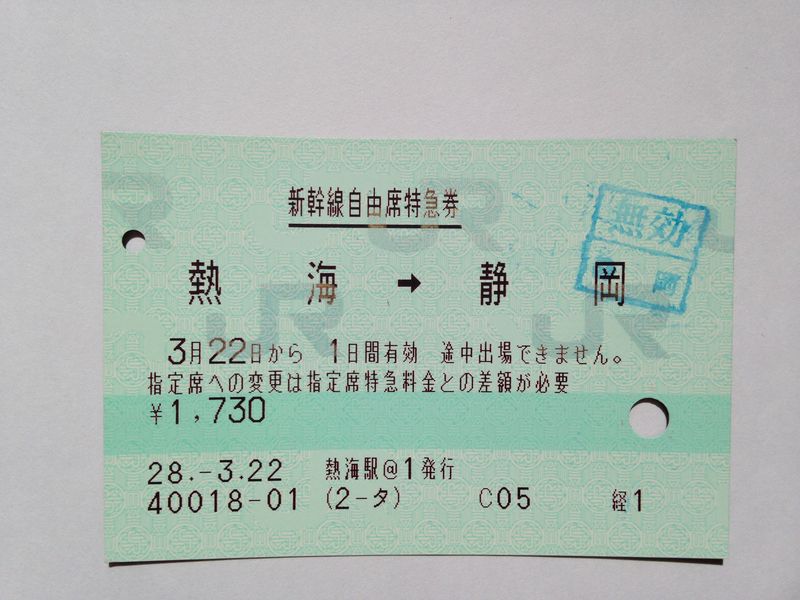 新幹線自由席特急券
熱海 → 静岡
3月22日から 1日間有効 途中出場できません。
指定席への変更は指定席特急料金との差額が必要
¥1,730
28.-3.22 熱海駅@1発行
40018-01 (2-タ) C05 経1
無効
JR
JR
JR